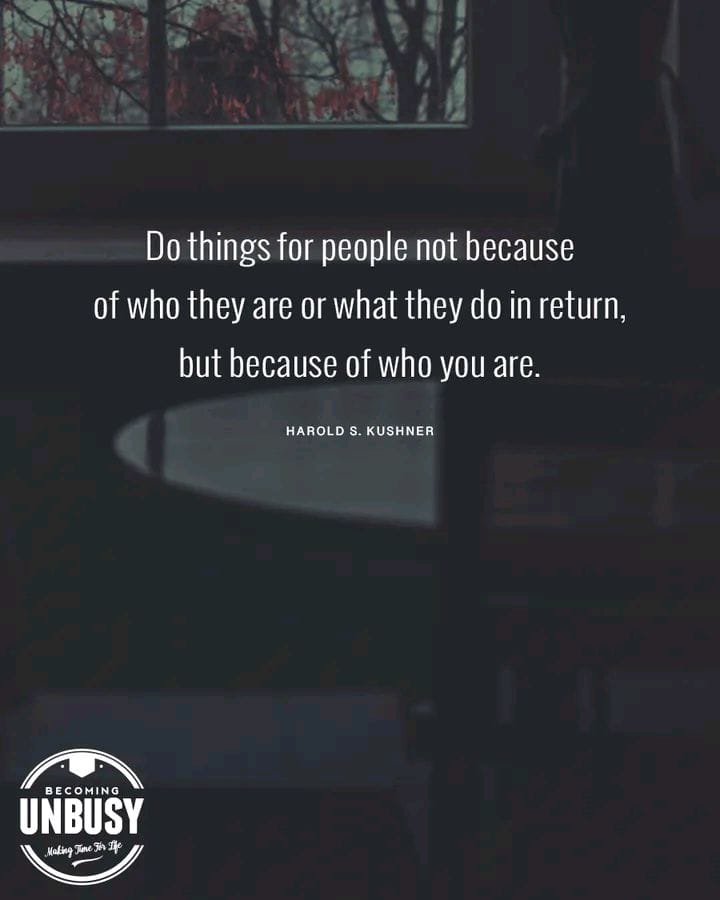 Do things for people not because
of who they are or what they do in return,
but because of who you are.
HAROLD S. KUSHNER
BECOMING
UNBUSY
Making Time For Life